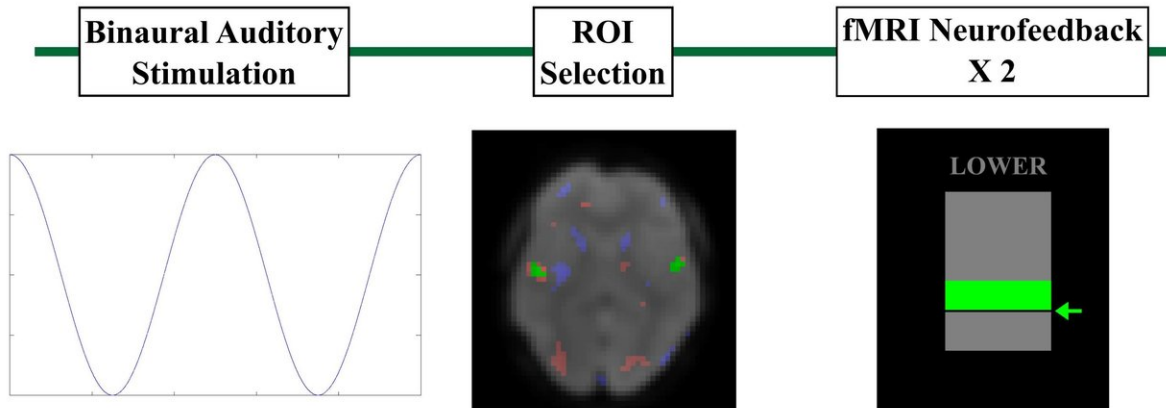 Binaural Auditory
Stimulation
ROI
Selection
fMRI Neurofeedback
X 2
LOWER